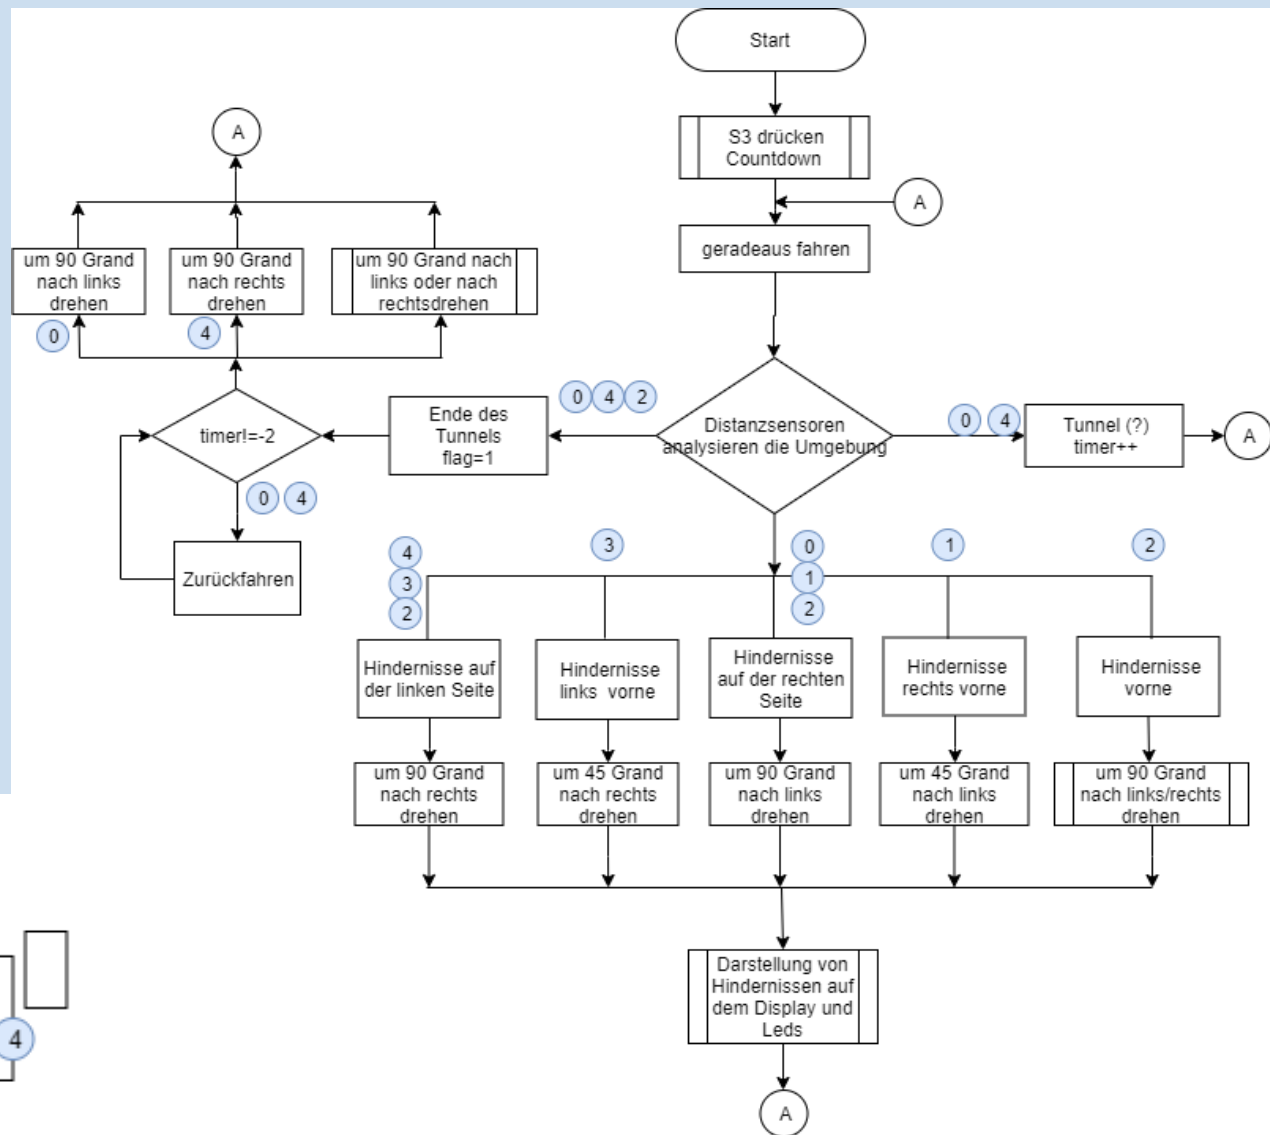 Start
S3 drücken
Countdown
A
geradeaus fahren
A
um 90 Grand
nach links
drehen
um 90 Grand
nach rechts
drehen
um 90 Grand nach
links oder nach
rechtsdrehen
0
4
timer!=-2
0 4
Zurückfahren
Ende des
Tunnels
flag=1
0 4 2
Distanzsensoren
analysieren die Umgebung
0 4
Tunnel (?)
timer++
A
4
3
2
3
0
1
2
1
2
Hindernisse auf
der linken Seite
Hindernisse
links vorne
Hindernisse
auf der rechten
Seite
Hindernisse
rechts vorne
Hindernisse
vorne
um 90 Grand
nach rechts
drehen
um 45 Grand
nach rechts
drehen
um 90 Grand
nach links
drehen
um 45 Grand
nach links
drehen
um 90 Grand
nach links/rechts
drehen
Darstellung von
Hindernissen auf
dem Display und
Leds
A
4